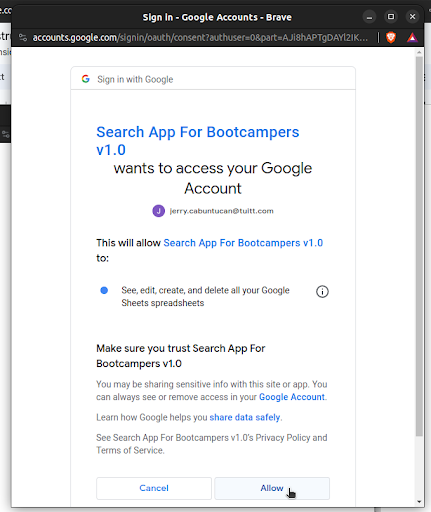 Sign in - Google Accounts - Brave
accounts.google.com/signin/oauth/consent?authuser=0&part=AJi8hAPTgDAYl2IK...
Sign in with Google
Search App For Bootcampers
v1.0
wants to access your Google
Account
J jerry.cabuntucan@tuitt.com
This will allow Search App For Bootcampers v1.0
to:
See, edit, create, and delete all your Google
Sheets spreadsheets
Make sure you trust Search App For
Bootcampers v1.0
You may be sharing sensitive info with this site or app. You
can always see or remove access in your Google Account.
Learn how Google helps you share data safely.
See Search App For Bootcampers v1.0's Privacy Policy and
Terms of Service.
Cancel
Allow